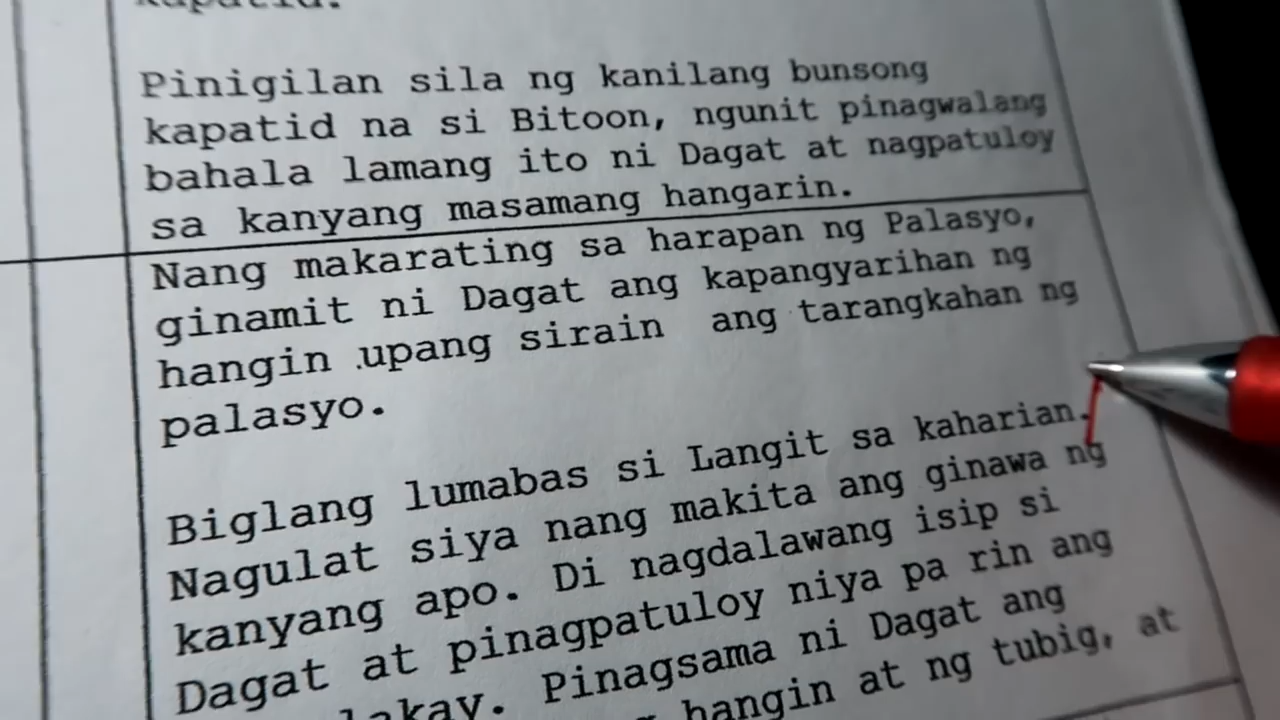 kapatid.
Pinigilan sila ng kanilang bunsong
kapatid na si Bitoon, ngunit pinagwalang
bahala lamang ito ni Dagat at nagpatuloy
sa kanyang masamang hangarin.
Nang makarating sa harapan ng Palasyo,
ginamit ni Dagat ang kapangyarihan ng
hangin upang sirain ang tarangkahan ng
palasyo.
Biglang lumabas si Langit sa kaharian.
Nagulat siya nang makita ang ginawa ng
kanyang apo. Di nagdalawang isip si
Dagat at pinagpatuloy niya pa rin ang
Pinagsama ni Dagat ang
hangin at ng tubig, at